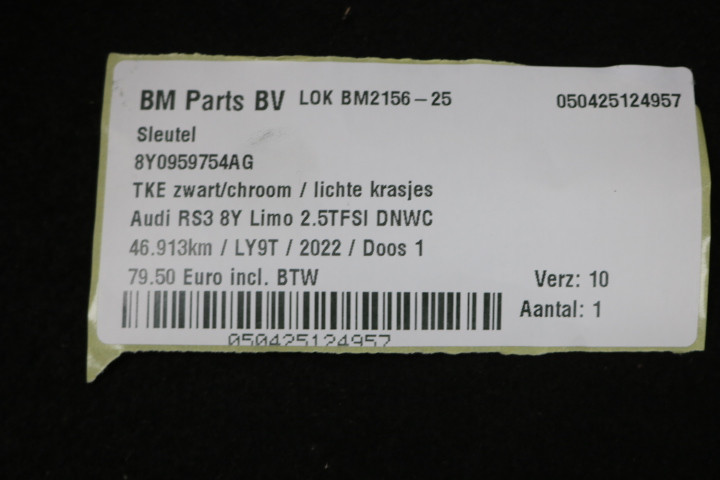 BM Parts BV LOK BM2156-25 050425124957
Sleutel
8Y0959754AG
TKE zwart/chroom / lichte krasjes
Audi RS3 8Y Limo 2.5TFSI DNWC
46.913km / LY9T / 2022 / Doos 1
79.50 Euro incl. BTW Verz: 10
Aantal: 1
050425124957